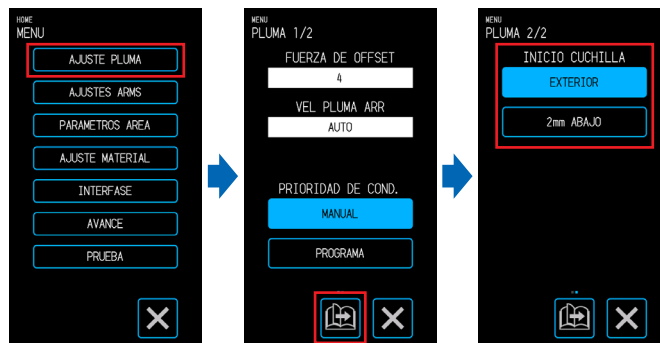 HOME
MENU
AJUSTE PLUMA
AJUSTES ARMS
PARAMETROS AREA
AJUSTE MATERIAL
INTERFASE
AVANCE
PRUEBA
MENU
PLUMA 1/2
FUERZA DE OFFSET
4
VEL PLUMA ARR
AUTO
PRIORIDAD DE COND.
MANUAL
PROGRAMA
MENU
PLUMA 2/2
INICIO CUCHILLA
EXTERIOR
2mm ABAJO